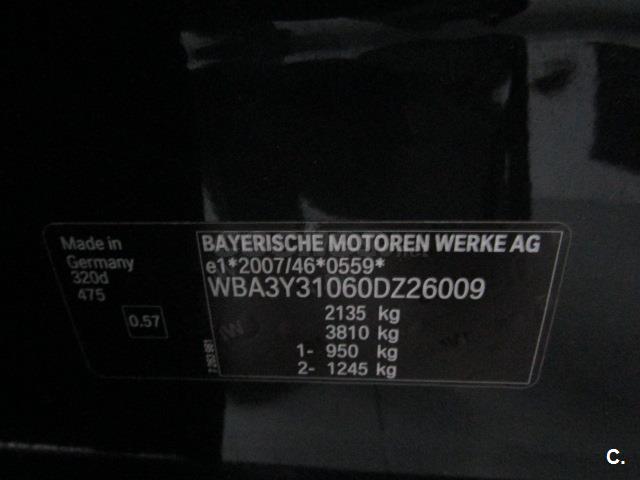 Made in
Germany
320d
475
0.57
BAYERISCHE MOTOREN WERKE AG
e1*2007/46*0559*
WBA3Y31060DZ26009
2135 kg
3810 kg
1- 950 kg
2- 1245 kg
C.